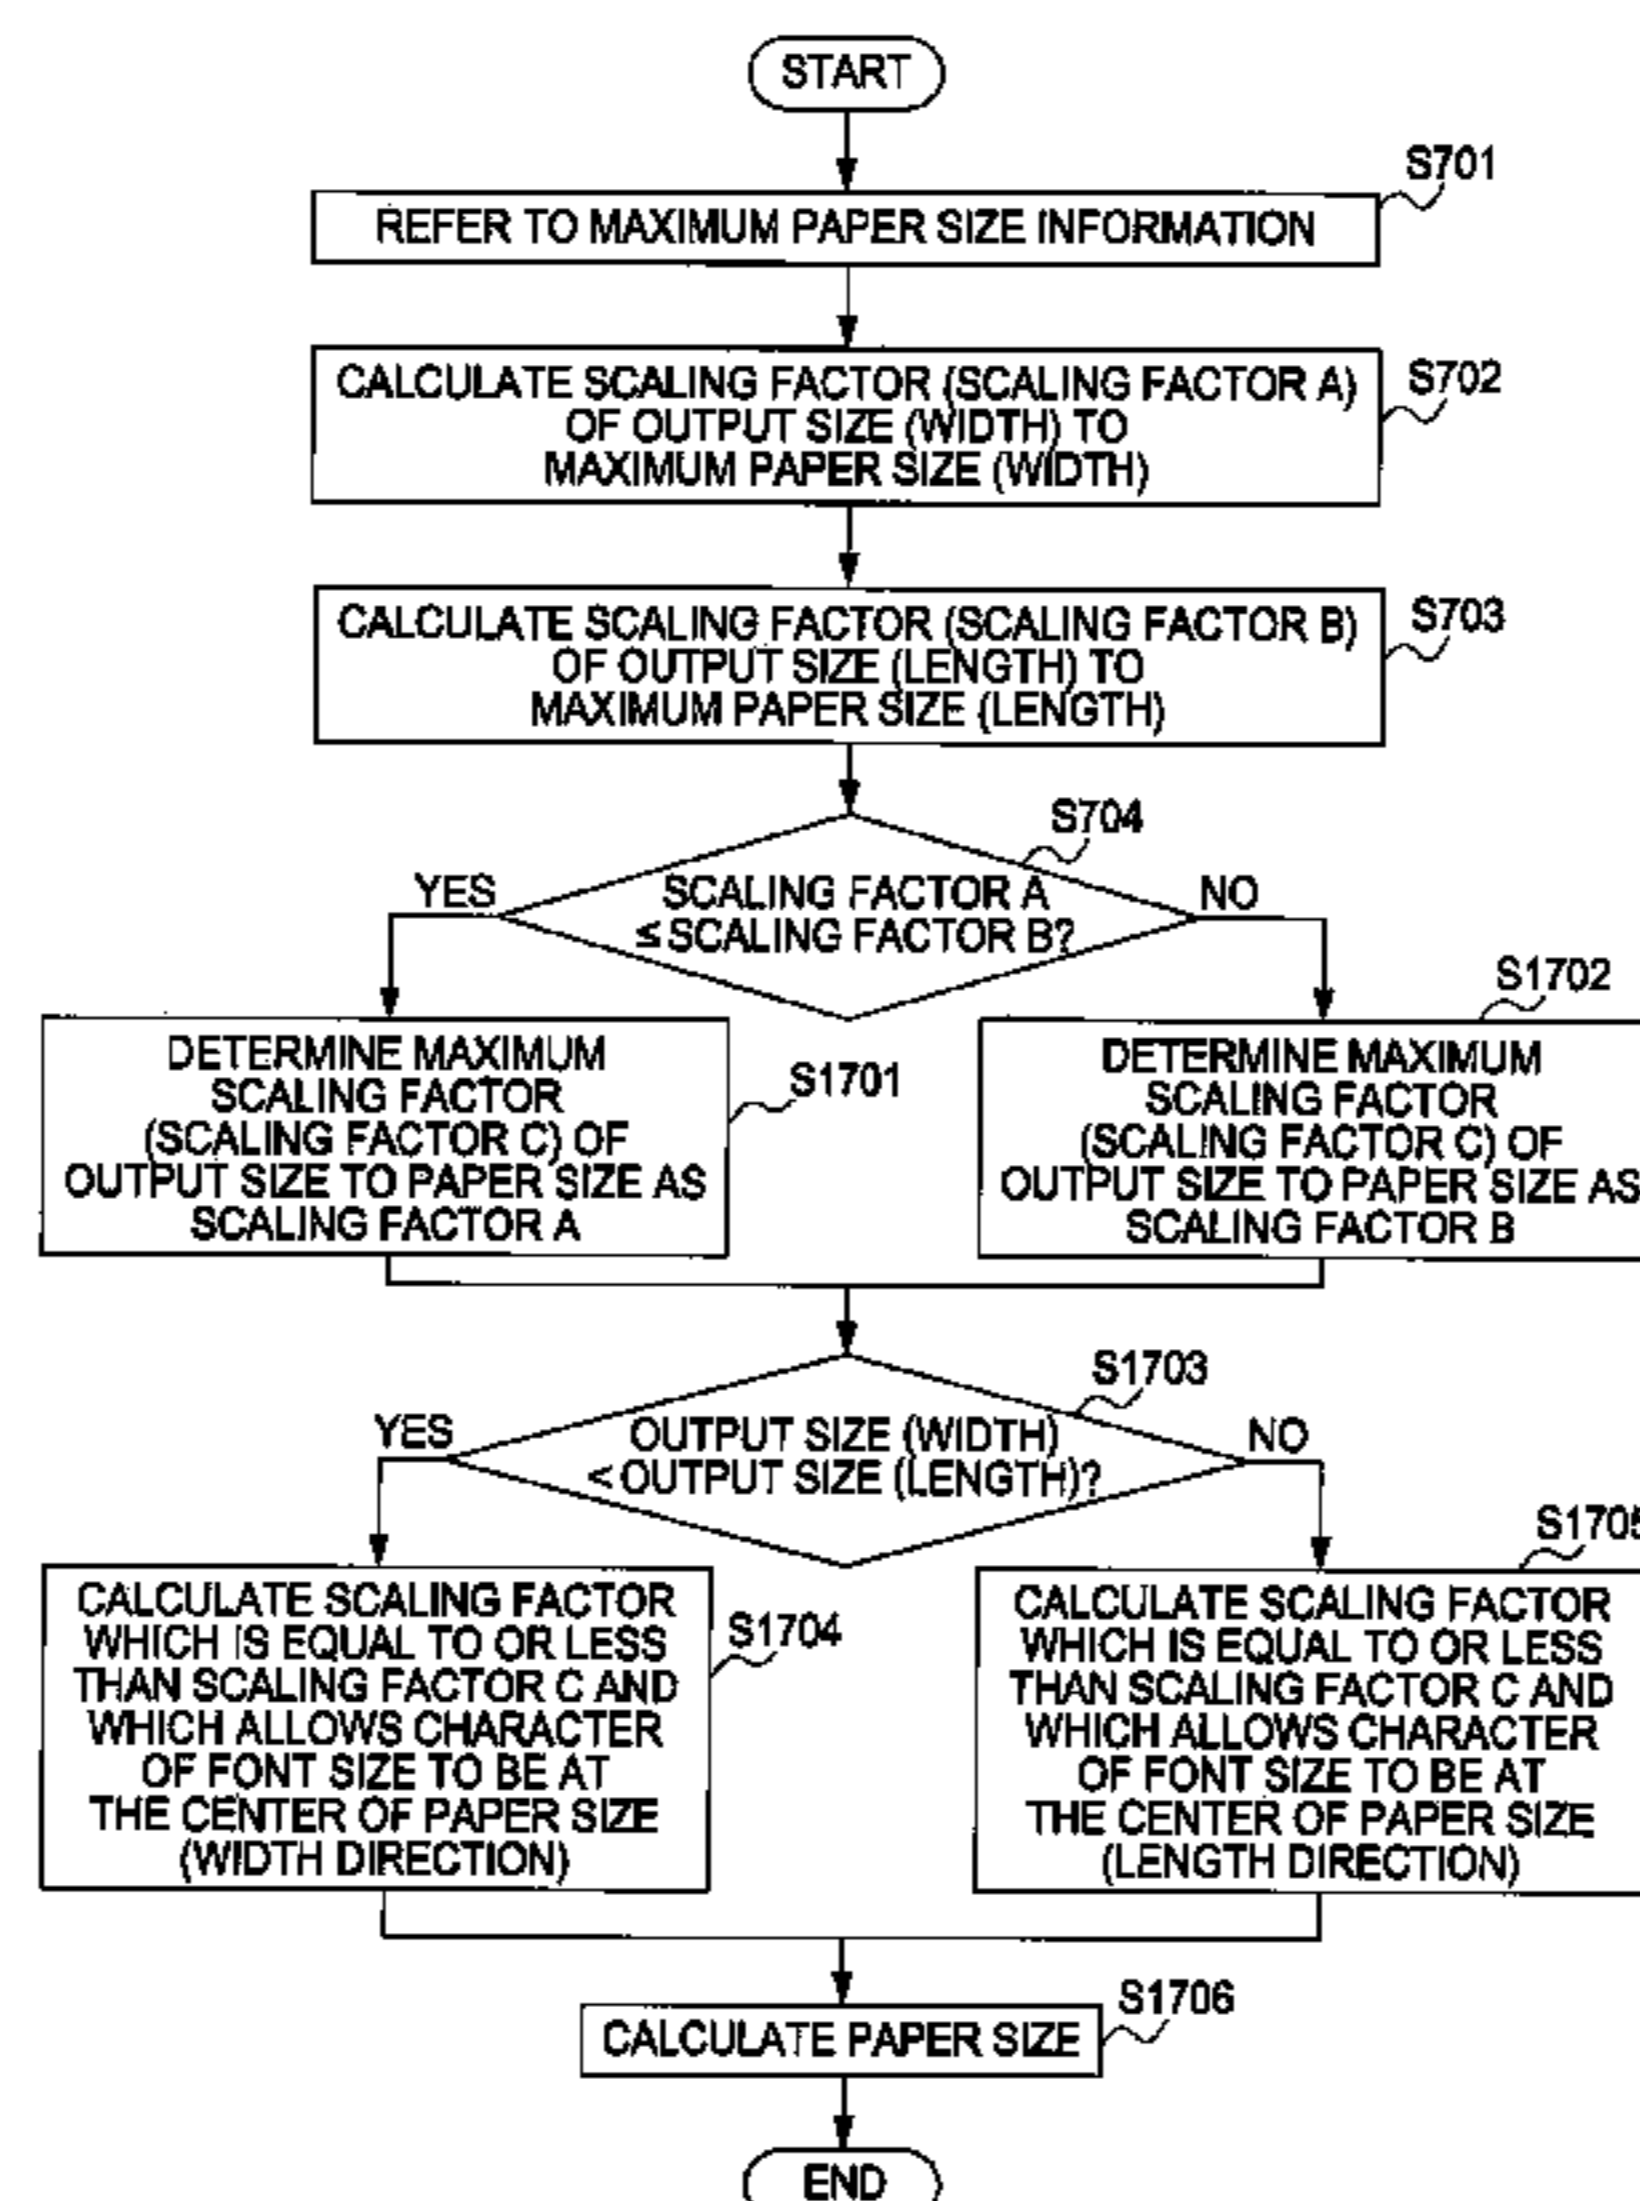 START
S701
REFER TO MAXIMUM PAPER SIZE INFORMATION
S702
CALCULATE SCALING FACTOR (SCALING FACTOR A)
OF OUTPUT SIZE (WIDTH) TO
MAXIMUM PAPER SIZE (WIDTH)
S703
CALCULATE SCALING FACTOR (SCALING FACTOR B)
OF OUTPUT SIZE (LENGTH) TO
MAXIMUM PAPER SIZE (LENGTH)
S704
SCALING FACTOR A
≤ SCALING FACTOR B?
YES
NO
S1701
DETERMINE MAXIMUM
SCALING FACTOR
(SCALING FACTOR C) OF
OUTPUT SIZE TO PAPER SIZE AS
SCALING FACTOR A
S1702
DETERMINE MAXIMUM
SCALING FACTOR
(SCALING FACTOR C) OF
OUTPUT SIZE TO PAPER SIZE AS
SCALING FACTOR B
S1703
OUTPUT SIZE (WIDTH)
< OUTPUT SIZE (LENGTH)?
YES
NO
S1704
CALCULATE SCALING FACTOR
WHICH IS EQUAL TO OR LESS
THAN SCALING FACTOR C AND
WHICH ALLOWS CHARACTER
OF FONT SIZE TO BE AT
THE CENTER OF PAPER SIZE
(WIDTH DIRECTION)
S1705
CALCULATE SCALING FACTOR
WHICH IS EQUAL TO OR LESS
THAN SCALING FACTOR C AND
WHICH ALLOWS CHARACTER
OF FONT SIZE TO BE AT
THE CENTER OF PAPER SIZE
(LENGTH DIRECTION)
S1706
CALCULATE PAPER SIZE
END